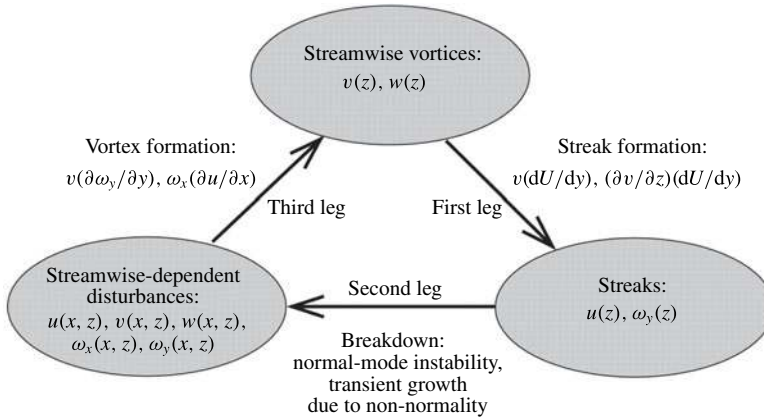 Streamwise vortices:
v(z), w(z)
Vortex formation:
v(∂ω_y/∂y), ω_x(∂u/∂x)
Third leg
Streak formation:
v(dU/dy), (∂v/∂z)(dU/dy)
First leg
Streamwise-dependent
disturbances:
u(x, z), v(x, z), w(x, z),
ω_x(x, z), ω_y(x, z)
Second leg
Breakdown:
normal-mode instability,
transient growth
due to non-normality
Streaks:
u(z), ω_y(z)